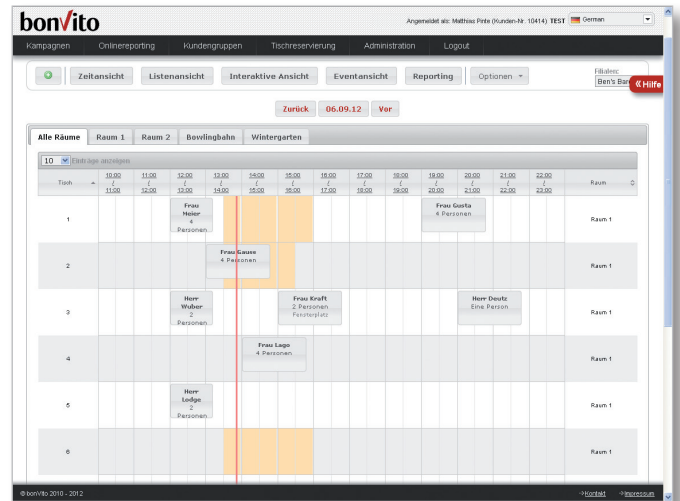 bonVito
Angemeldet als: Matthias Pinte (Kunden-Nr. 10414) TEST German
Kampagnen Onlinereporting Kundengruppen Tischreservierung Administration Logout
Zeitansicht Listenansicht Interaktive Ansicht Eventansicht Reporting Optionen
Filialen:
Ben's Bar
« Hilfe
Zurück 06.09.12 Vor
Alle Räume Raum 1 Raum 2 Bowlingbahn Wintergarten
10 Einträge anzeigen
Tisch 10:00 / 11:00 11:00 / 12:00 12:00 / 13:00 13:00 / 14:00 14:00 / 15:00 15:00 / 16:00 16:00 / 17:00 17:00 / 18:00 18:00 / 19:00 19:00 / 20:00 20:00 / 21:00 21:00 / 22:00 22:00 / 23:00 Raum
1 Raum 1
Frau
Meier
4
Personen
Frau Gusta
4 Personen
2 Raum 1
Frau Gause
4 Personen
3 Raum 1
Herr
Wuber
2
Personen
Frau Kraft
2 Personen
Fensterplatz
Herr Deutz
Eine Person
4 Raum 1
Frau Lago
4 Personen
5 Raum 1
Herr
Lodge
2
Personen
6 Raum 1
© bonVito 2010 - 2012 Kontakt Impressum